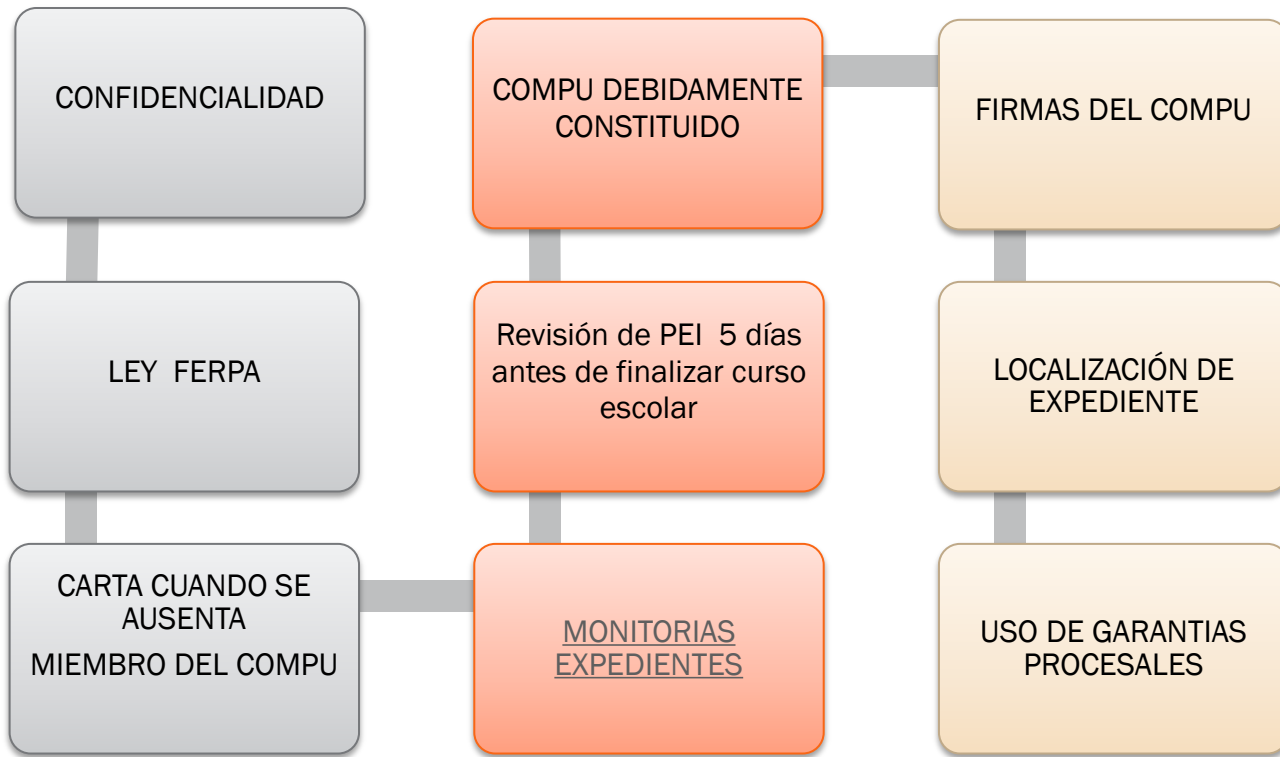 CONFIDENCIALIDAD
LEY FERPA
CARTA CUANDO SE
AUSENTA
MIEMBRO DEL COMPU
MONITORIAS
EXPEDIENTES
Revisión de PEI 5 días
antes de finalizar curso
escolar
COMPU DEBIDAMENTE
CONSTITUIDO
FIRMAS DEL COMPU
LOCALIZACIÓN DE
EXPEDIENTE
USO DE GARANTIAS
PROCESALES